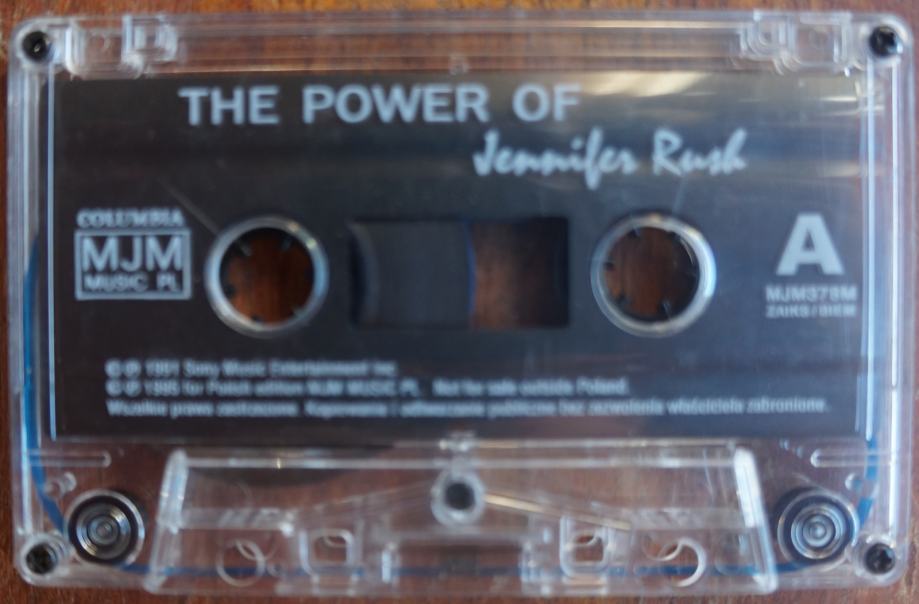 THE POWER OF
Jennifer Rush
COLUMBIA
MJM
MUSIC PL
A
MJM378M
ZAIKS/BIEM
© ℗ 1991 Sony Music Entertainment Inc.
© ℗ 1995 for Polish edition MJM MUSIC PL. Not for sale outside Poland.
Wszelkie prawa zastrzeżone. Kopiowanie i odtwarzanie publiczne bez zezwolenia właściciela zabronione.